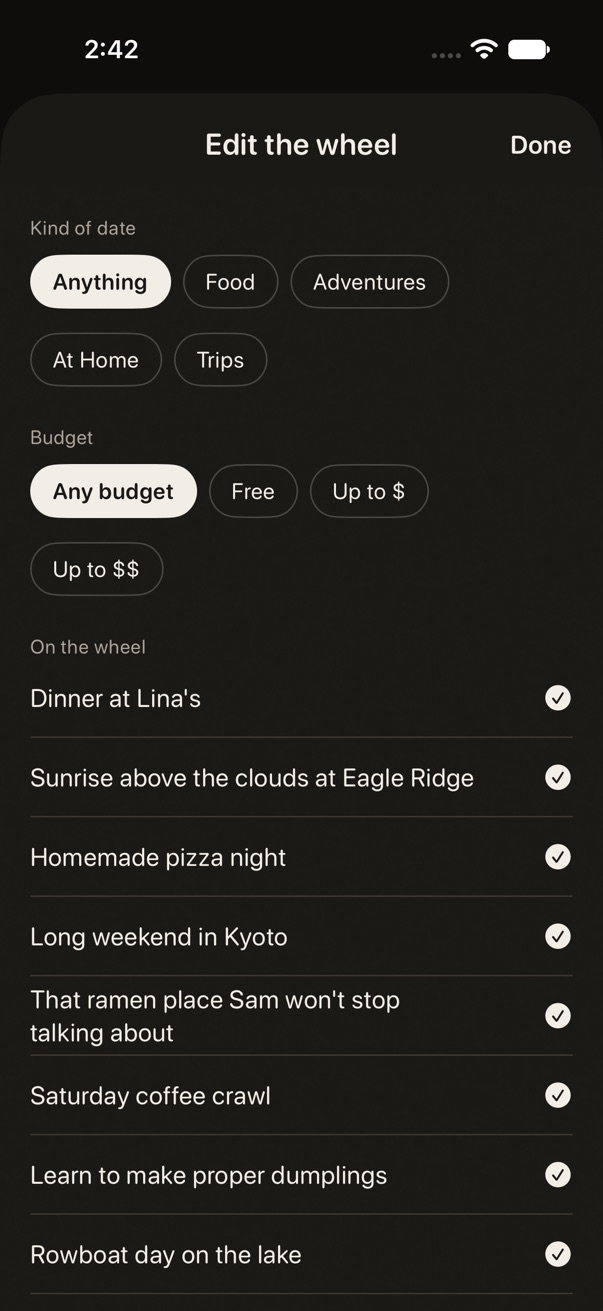 2:42
Edit the wheel
Done
Kind of date
Anything
Food
Adventures
At Home
Trips
Budget
Any budget
Free
Up to $
Up to $$
On the wheel
Dinner at Lina's
Sunrise above the clouds at Eagle Ridge
Homemade pizza night
Long weekend in Kyoto
That ramen place Sam won't stop
talking about
Saturday coffee crawl
Learn to make proper dumplings
Rowboat day on the lake